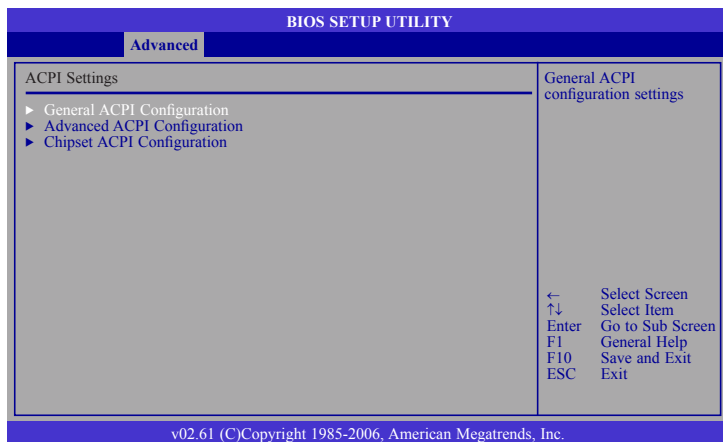 BIOS SETUP UTILITY
Advanced
ACPI Settings
► General ACPI Configuration
► Advanced ACPI Configuration
► Chipset ACPI Configuration
General ACPI
configuration settings
← Select Screen
↑↓ Select Item
Enter Go to Sub Screen
F1 General Help
F10 Save and Exit
ESC Exit
v02.61 (C)Copyright 1985-2006, American Megatrends, Inc.